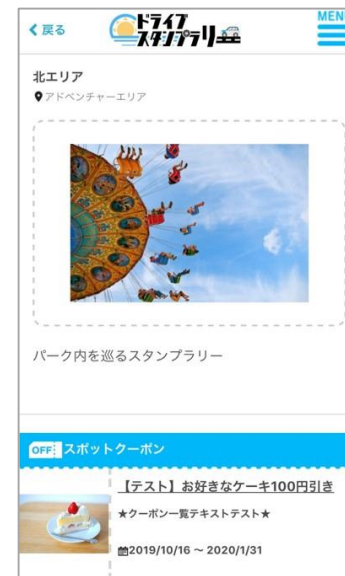 戻る
ドライブ
スタンプラリー
MENU
北エリア
アドベンチャーエリア
パーク内を巡るスタンプラリー
OFF スポットクーポン
【テスト】お好きなケーキ100円引き
★クーポン一覧テキストテスト★
2019/10/16 ~ 2020/1/31